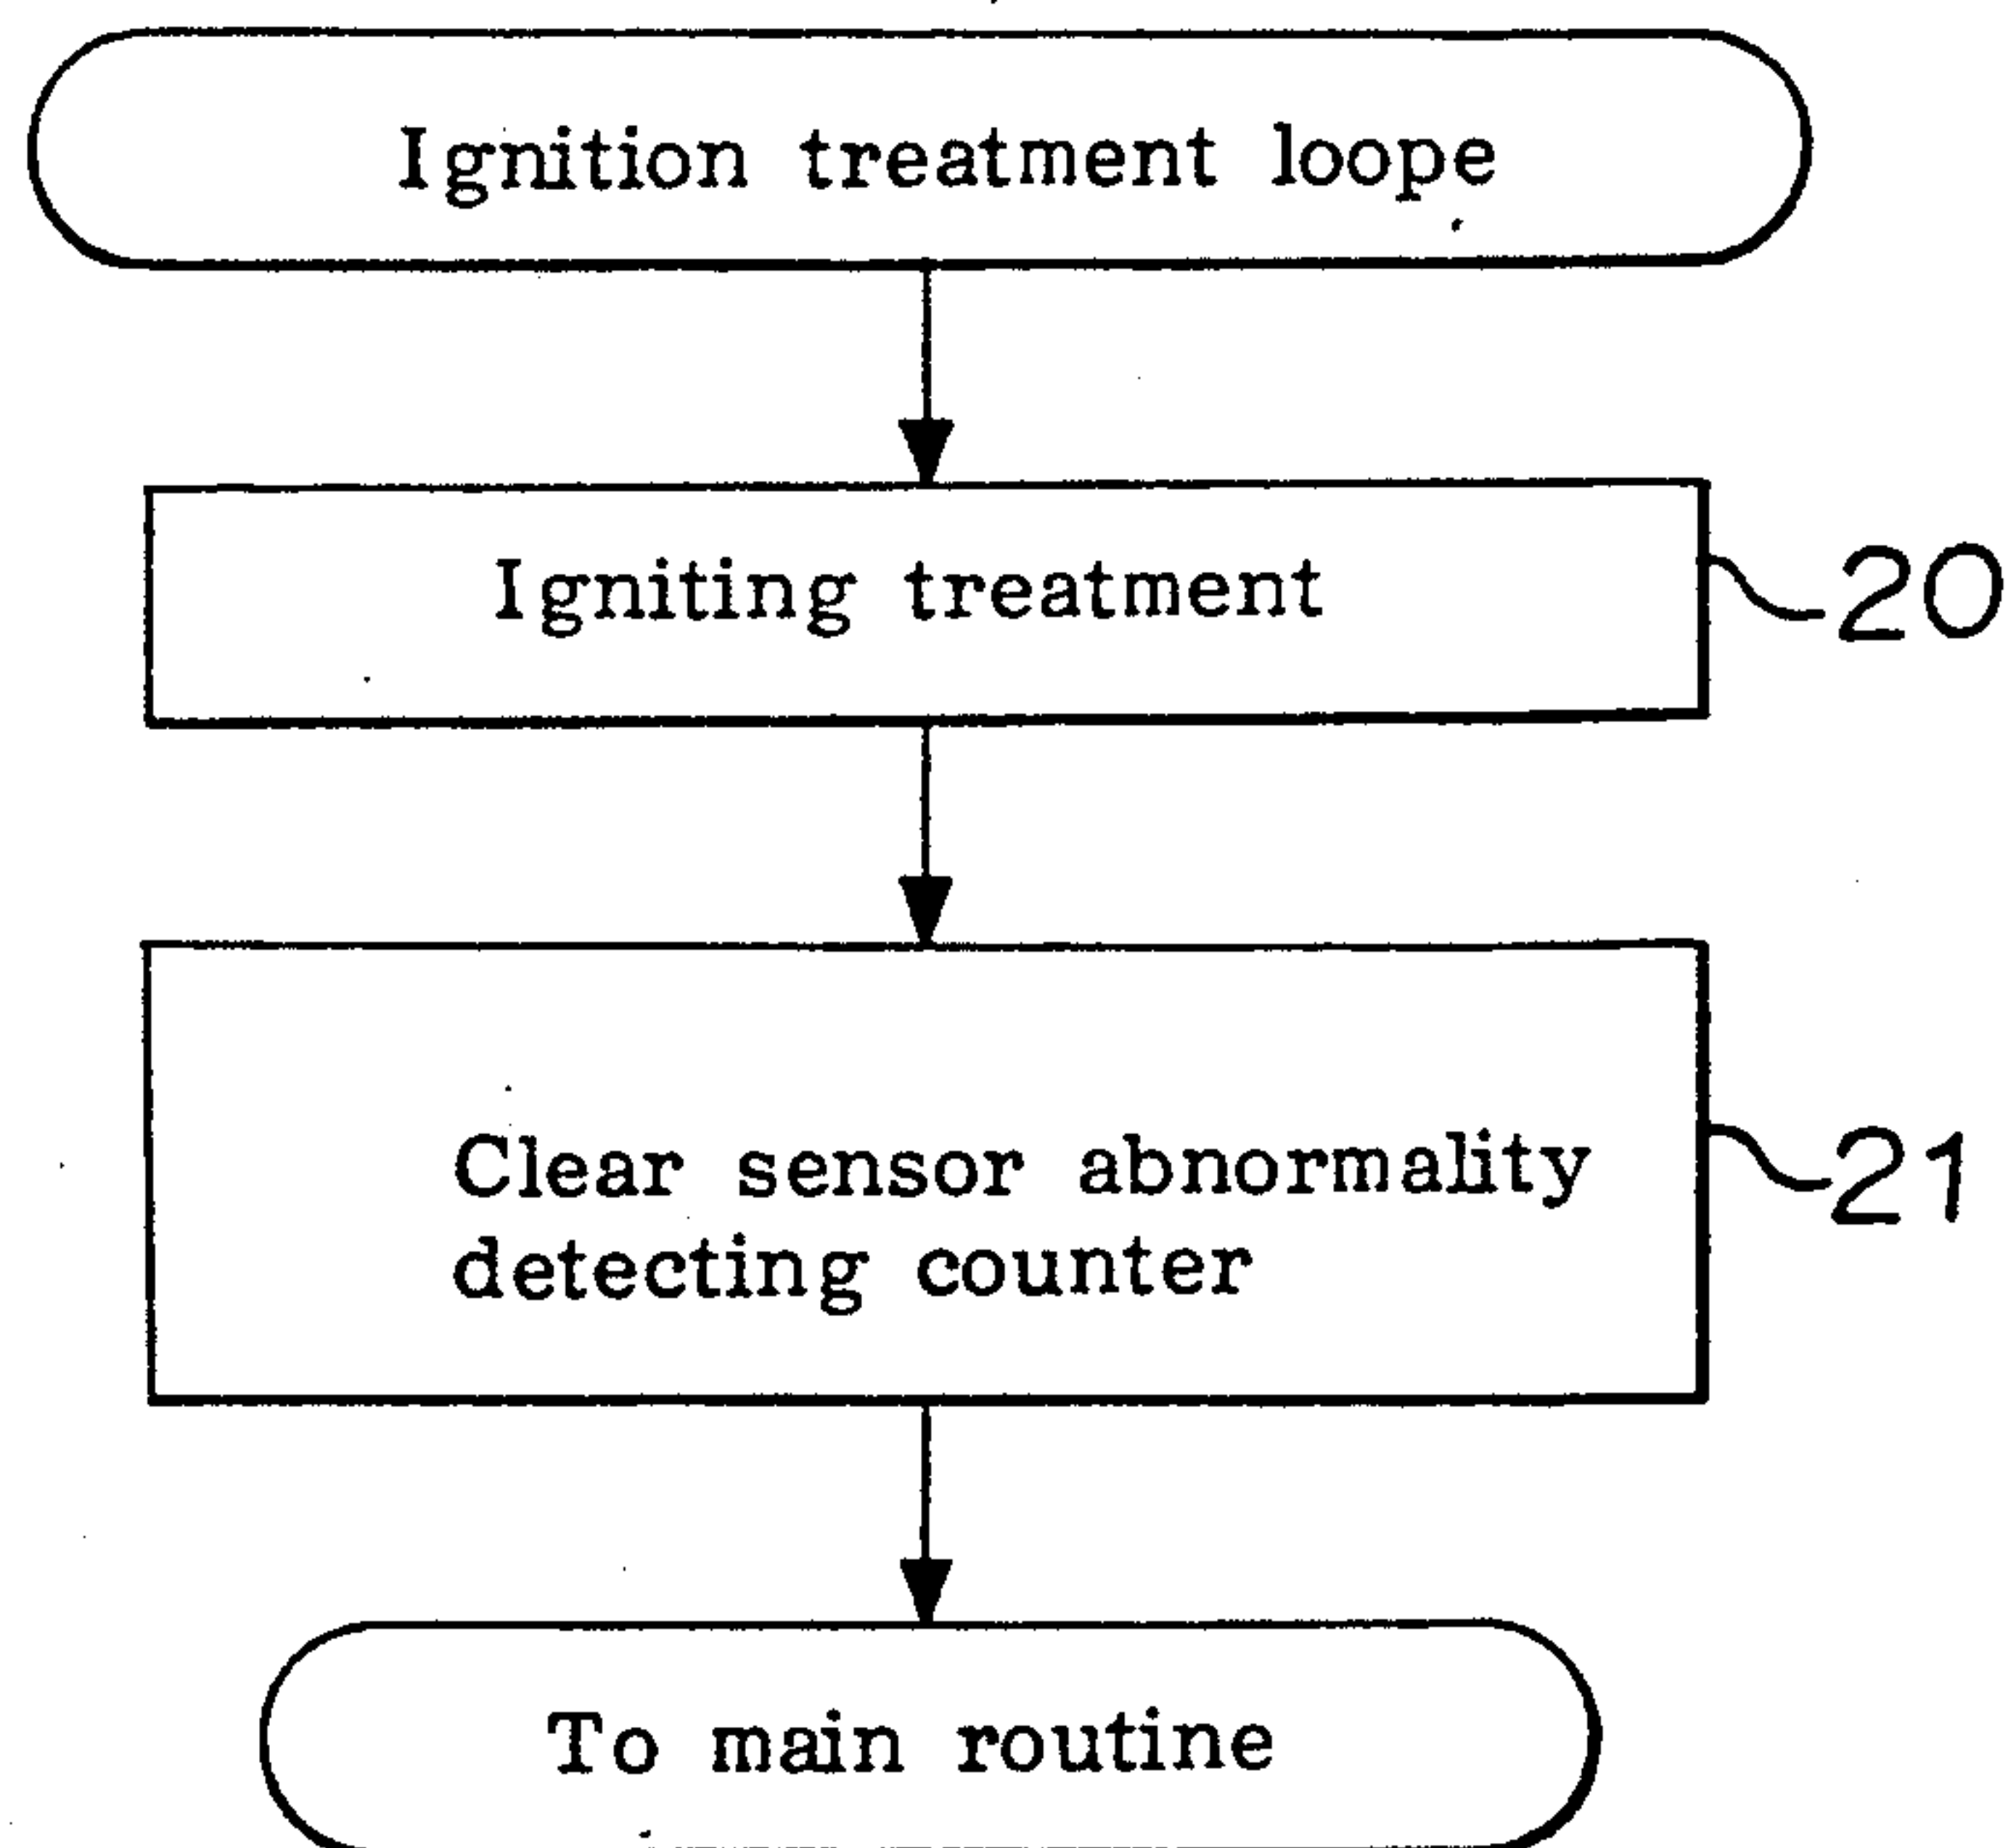 Ignition treatment loope
Igniting treatment
20
Clear sensor abnormality
detecting counter
21
To main routine